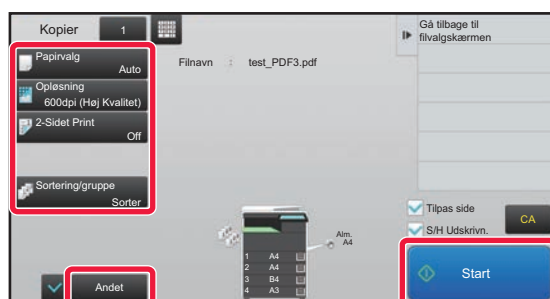 Kopier 1
Gå tilbage til
filvalgskærmen
Papirvalg
Auto
Filnavn : test_PDF3.pdf
Opløsning
600dpi (Høj Kvalitet)
2-Sidet Print
Off
Sortering/gruppe
Sorter
Tilpas side
S/H Udskrivn.
CA
Alm.
A4
1 A4
2 A4
3 B4
4 A3
Andet
Start